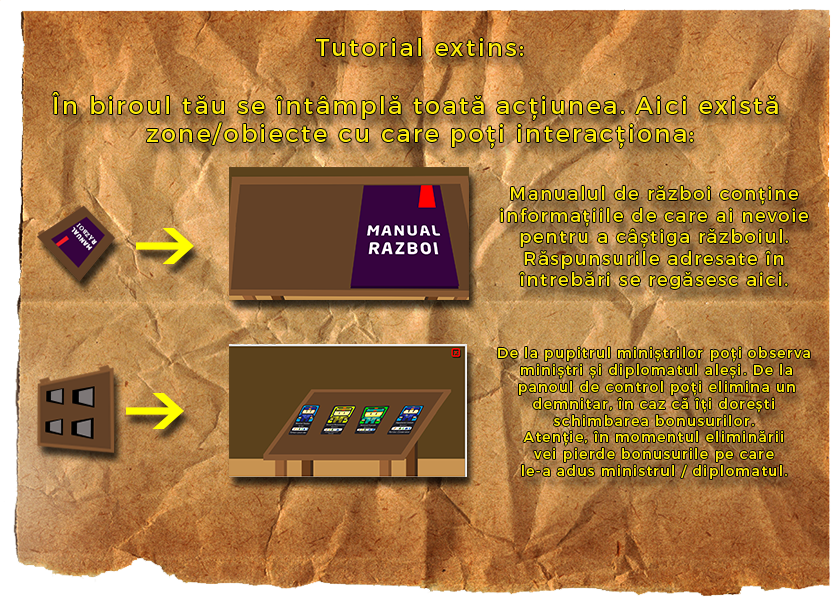 Tutorial extins:
În biroul tău se întâmplă toată acțiunea. Aici există
zone/obiecte cu care poți interacționa:
MANUAL
RAZBOI
MANUAL
RAZBOI
Manualul de război conține
informațiile de care ai nevoie
pentru a câștiga războiul.
Răspunsurile adresate în
întrebări se regăsesc aici.
De la pupitrul miniștrilor poți observa
miniștri și diplomatul aleși. De la
panoul de control poți elimina un
demnitar, în caz că îți dorești
schimbarea bonusurilor.
Atenție, în momentul eliminării
vei pierde bonusurile pe care
le-a adus ministrul / diplomatul.